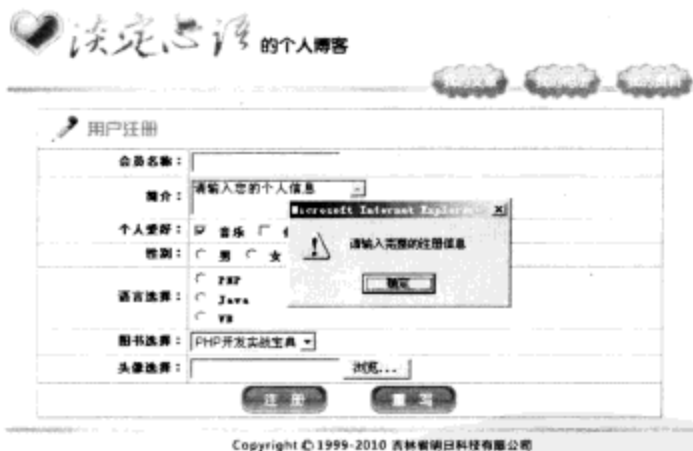 淡定心语 的个人博客
用户注册
会员名称：
简介： 请输入您的个人信息
个人爱好： 音乐
性别： 男 女
语言选择： PHP
Java
VB
图书选择： PHP开发实战宝典
头像选择： 浏览...
注 册 重 写
Microsoft Internet Explorer
请输入完整的注册信息
确定
Copyright © 1999-2010 吉林省明日科技有限公司